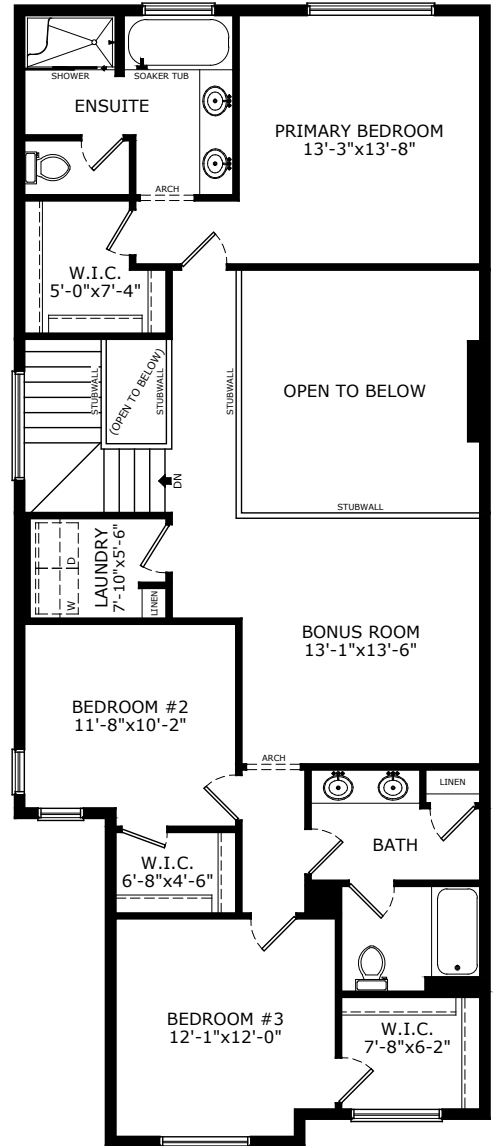 SHOWER
SOAKER TUB
ENSUITE
PRIMARY BEDROOM
13'-3"x13'-8"
ARCH
W.I.C.
5'-0"x7'-4"
STUBWALL
(OPEN TO BELOW)
STUBWALL
STUBWALL
OPEN TO BELOW
DN
STUBWALL
LAUNDRY
7'-10"x5'-6"
D
W
LINEN
BONUS ROOM
13'-1"x13'-6"
BEDROOM #2
11'-8"x10'-2"
ARCH
LINEN
BATH
W.I.C.
6'-8"x4'-6"
BEDROOM #3
12'-1"x12'-0"
W.I.C.
7'-8"x6-2"